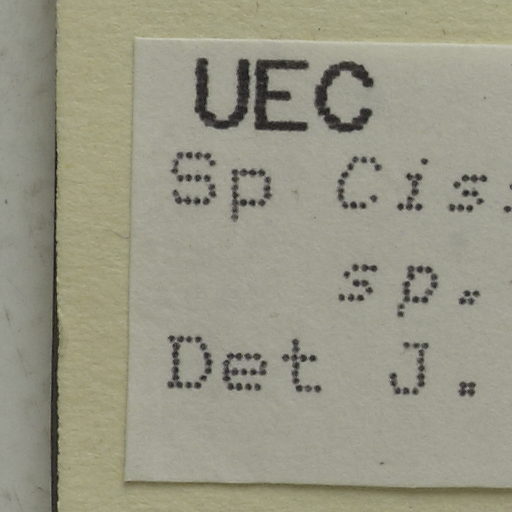 UEC
Sp Cis
sp.
Det J.